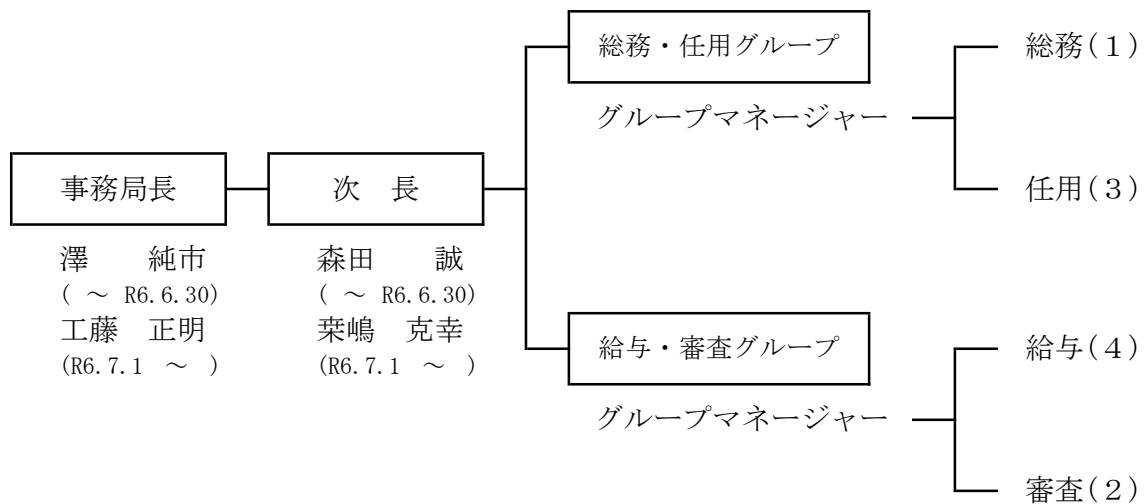 総務・任用グループ
グループマネージャー
総務(１)
任用(３)
事務局長
澤　　純市
( ～ R6.6.30)
工藤　正明
(R6.7.1 ～ )
次　長
森田　　誠
( ～ R6.6.30)
桒嶋　克幸
(R6.7.1 ～ )
給与・審査グループ
グループマネージャー
給与(４)
審査(２)